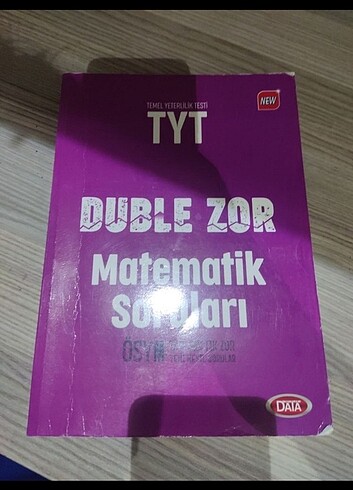 TEMEL YETERLİLİK TESTİ
NEW
TYT
DUBLE ZOR
Matematik
Soruları
ÖSYM
DATA